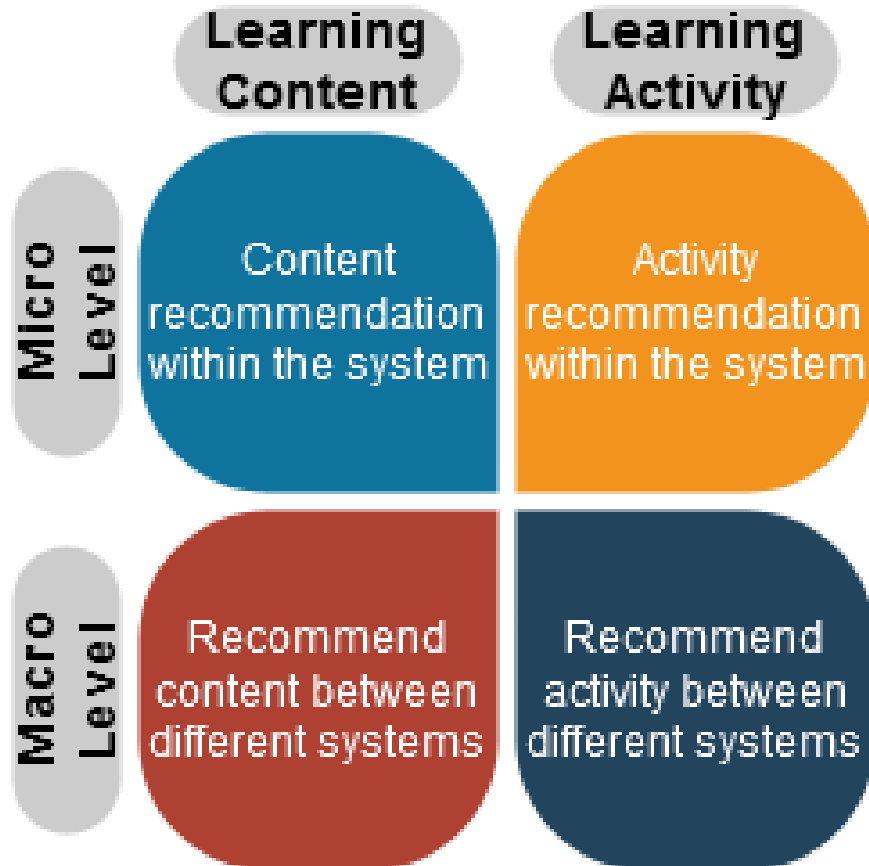 Learning
Content
Learning
Activity
Micro
Level
Content
recommendation
within the system
Activity
recommendation
within the system
Macro
Level
Recommend
content between
different systems
Recommend
activity between
different systems